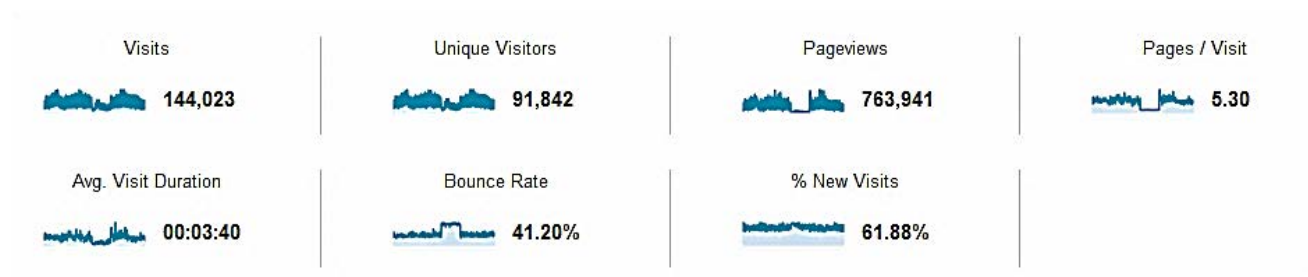 Visits
144,023
Unique Visitors
91,842
Pageviews
763,941
Pages / Visit
5.30
Avg. Visit Duration
00:03:40
Bounce Rate
41.20%
% New Visits
61.88%